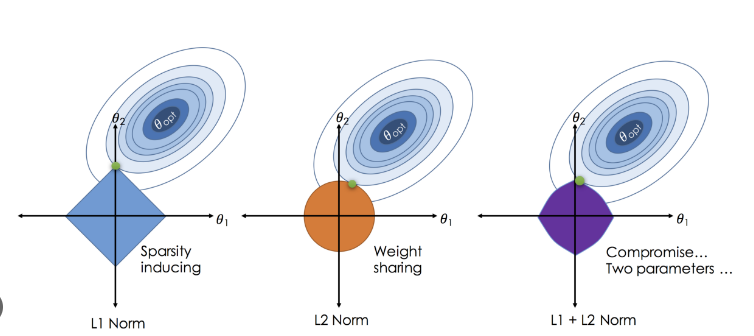 θ2
θopt
θ1
Sparsity
inducing
L1 Norm
θ2
θopt
θ1
Weight
sharing
L2 Norm
θ2
θopt
θ1
Compromise...
Two parameters ...
L1 + L2 Norm